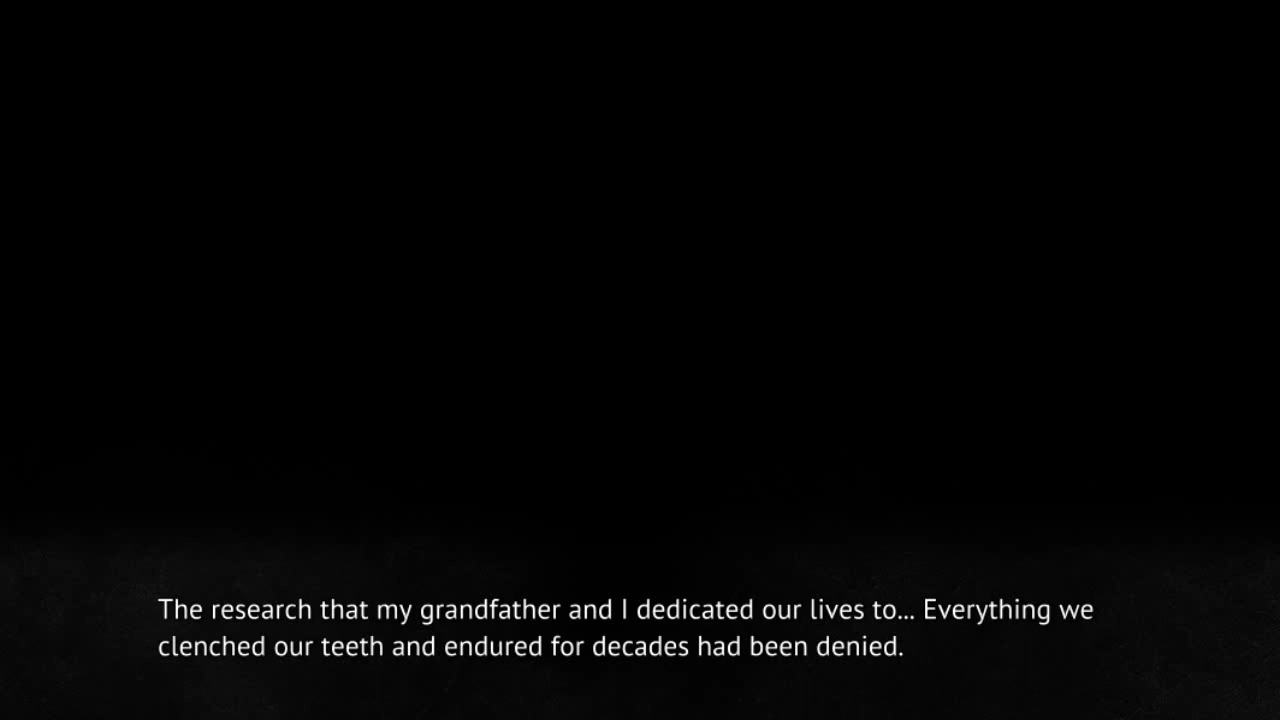 The research that my grandfather and I dedicated our lives to... Everything we
clenched our teeth and endured for decades had been denied.